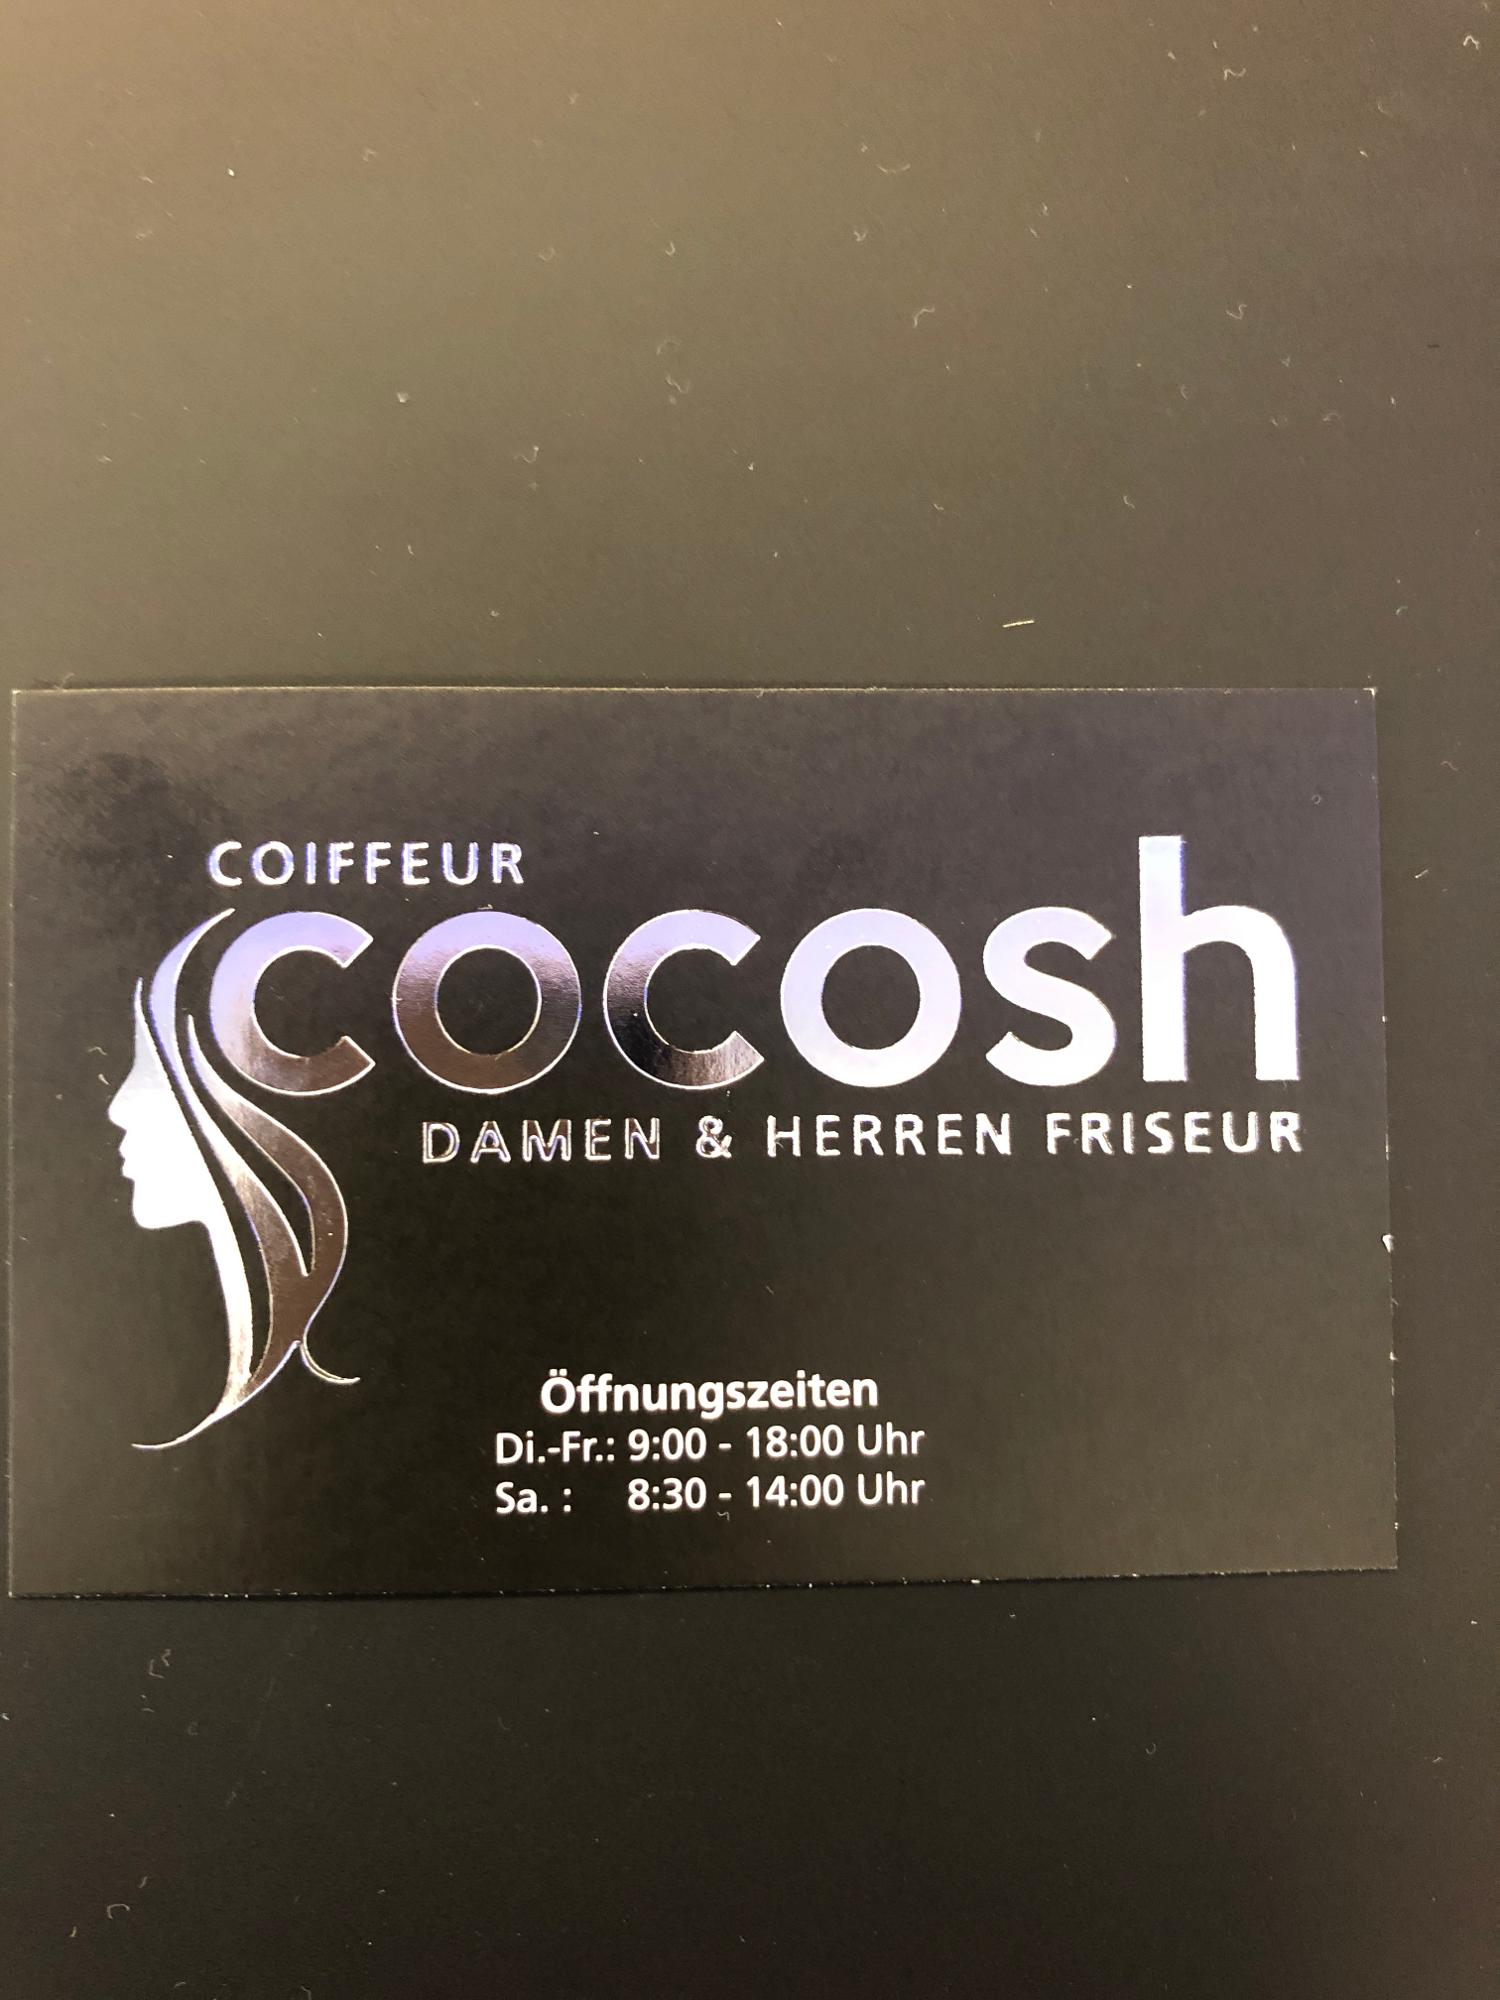 COIFFEUR
cocosh
DAMEN & HERREN FRISEUR
Öffnungszeiten
Di.-Fr.: 9:00 - 18:00 Uhr
Sa. : 8:30 - 14:00 Uhr